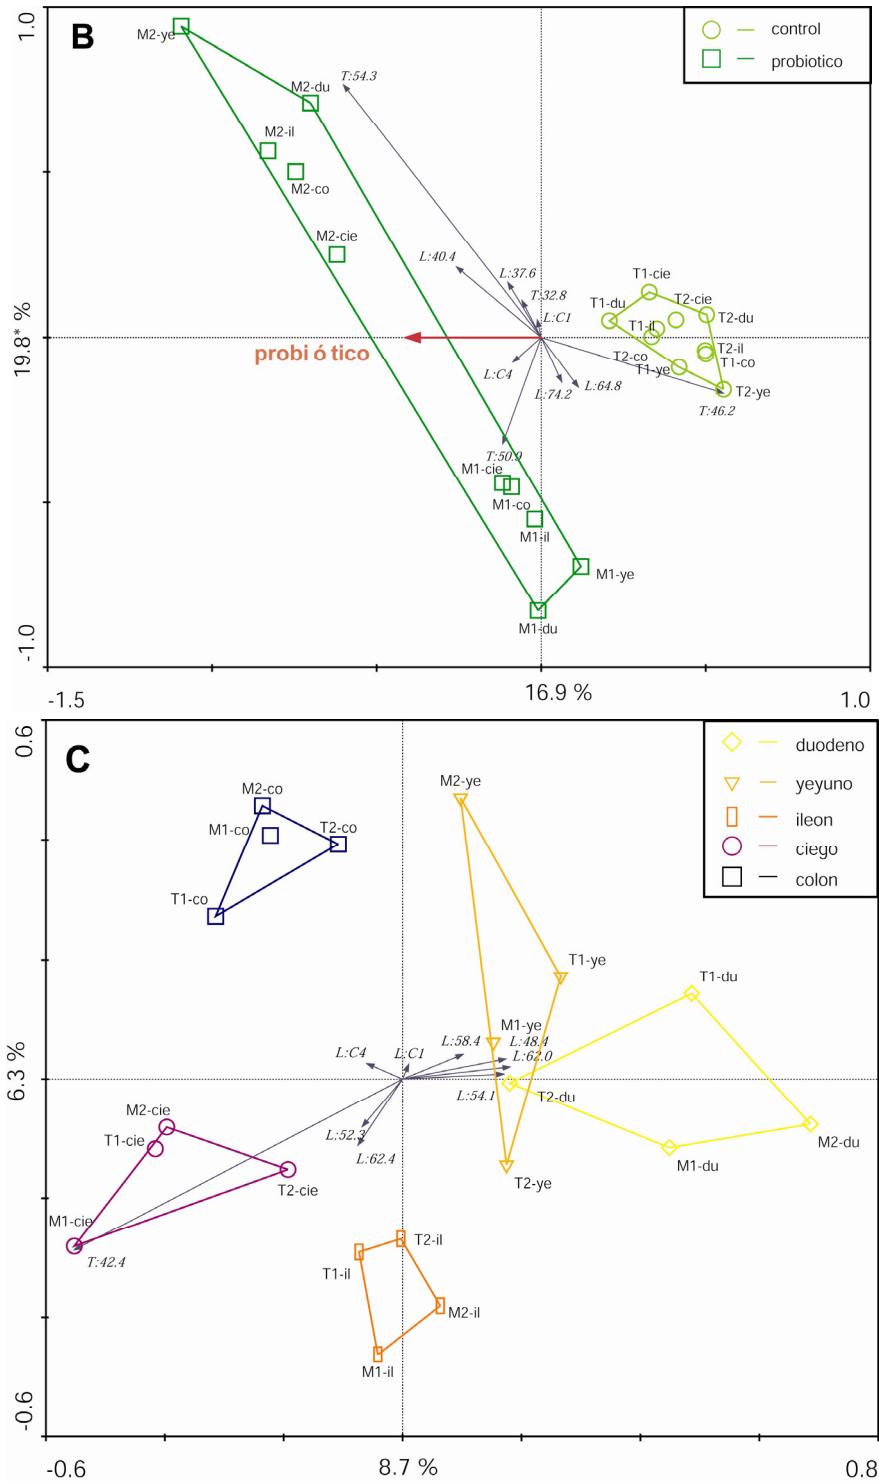 1.0
B
control
probiotico
M2-ye
T:54.3
M2-du
M2-il
M2-co
M2-cie
L:40.4
L:37.6
T:32.8
L:C1
T1-cie
T1-du
T2-cie
T2-du
T1-il
T2-il
T2-co
T1-co
T1-ye
T2-ye
T:46.2
probi ó tico
L:C4
L:74.2
L:64.8
T:50.9
M1-cie
M1-co
M1-il
M1-ye
M1-du
19.8* %
-1.0
-1.5
16.9 %
1.0
0.6
C
duodeno
yeyuno
ileon
ciego
colon
M2-co
M1-co
T2-co
T1-co
M2-ye
T1-ye
M1-ye
T1-du
L:58.4
L:48.4
L:62.0
L:C4
L:C1
L:54.1
T2-du
M2-du
M1-du
T2-ye
L:52.3
L:62.4
M2-cie
T1-cie
T2-cie
M1-cie
T:42.4
T2-il
T1-il
M2-il
M1-il
6.3 %
-0.6
-0.6
8.7 %
0.8